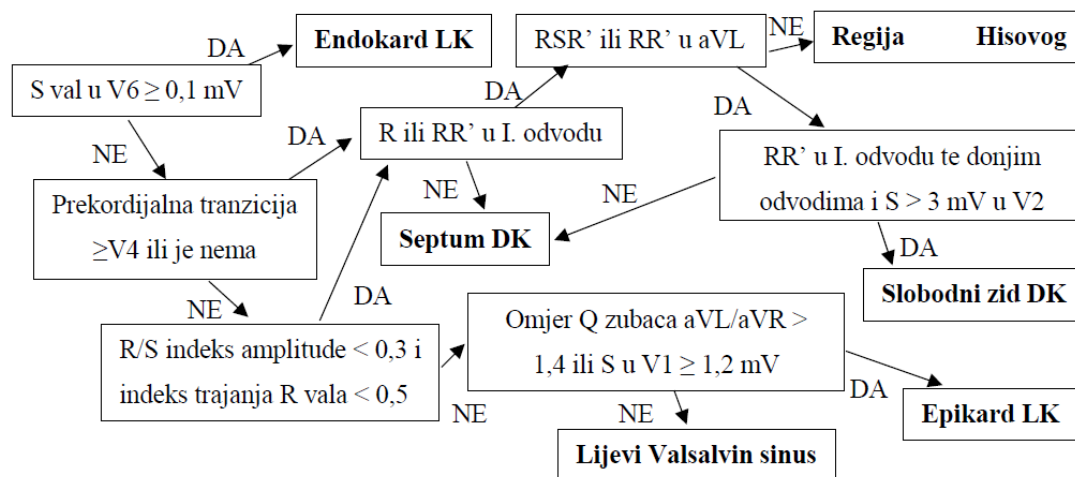 DA
Endokard LK
RSR’ ili RR’ u aVL
NE
Regija Hisovog
S val u V6 ≥ 0,1 mV
DA
DA
NE
DA
R ili RR’ u I. odvodu
RR’ u I. odvodu te donjim
odvodima i S > 3 mV u V2
NE
NE
Prekordijalna tranzicija
≥V4 ili je nema
Septum DK
DA
Slobodni zid DK
NE
DA
R/S indeks amplitude < 0,3 i
indeks trajanja R vala < 0,5
Omjer Q zubaca aVL/aVR >
1,4 ili S u V1 ≥ 1,2 mV
NE
NE
DA
Epikard LK
Lijevi Valsalvin sinus